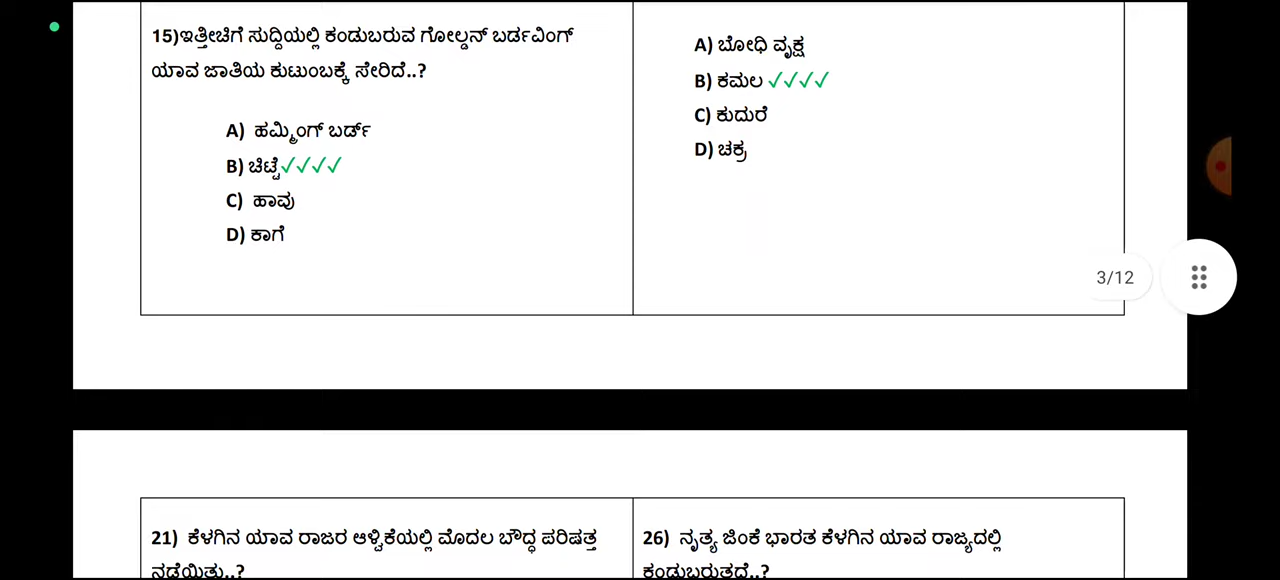 15)ಇತ್ತೀಚಿಗೆ ಸುದ್ದಿಯಲ್ಲಿ ಕಂಡುಬರುವ ಗೋಲ್ಡನ್ ಬರ್ಡವಿಂಗ್
ಯಾವ ಜಾತಿಯ ಕುಟುಂಬಕ್ಕೆ ಸೇರಿದೆ..?
A) ಹಮ್ಮಿಂಗ್ ಬರ್ಡ್
B) ಚಿಟ್ಟೆ✓✓✓✓
C) ಹಾವು
D) ಕಾಗೆ
A) ಬೋಧಿ ವೃಕ್ಷ
B) ಕಮಲ ✓✓✓✓
C) ಕುದುರೆ
D) ಚಕ್ರ
3/12
21) ಕೆಳಗಿನ ಯಾವ ರಾಜರ ಆಳ್ವಿಕೆಯಲ್ಲಿ ಮೊದಲ ಬೌದ್ಧ ಪರಿಷತ್ತ
ನಡೆಯಿತು..?
26) ನೃತ್ಯ ಜಿಂಕೆ ಭಾರತ ಕೆಳಗಿನ ಯಾವ ರಾಜ್ಯದಲ್ಲಿ
ಕಂಡುಬರುತ್ತದೆ..?